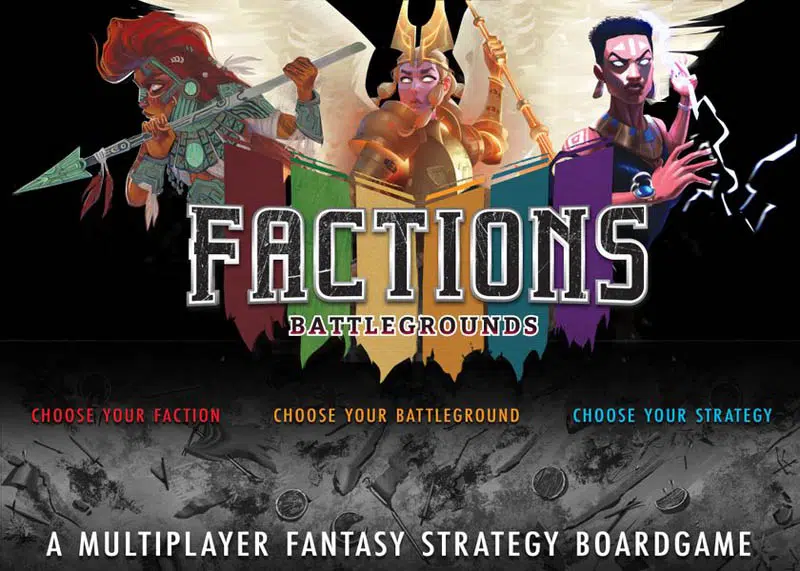 FACTIONS
BATTLEGROUNDS
CHOOSE YOUR FACTION
CHOOSE YOUR BATTLEGROUND
CHOOSE YOUR STRATEGY
A MULTIPLAYER FANTASY STRATEGY BOARDGAME